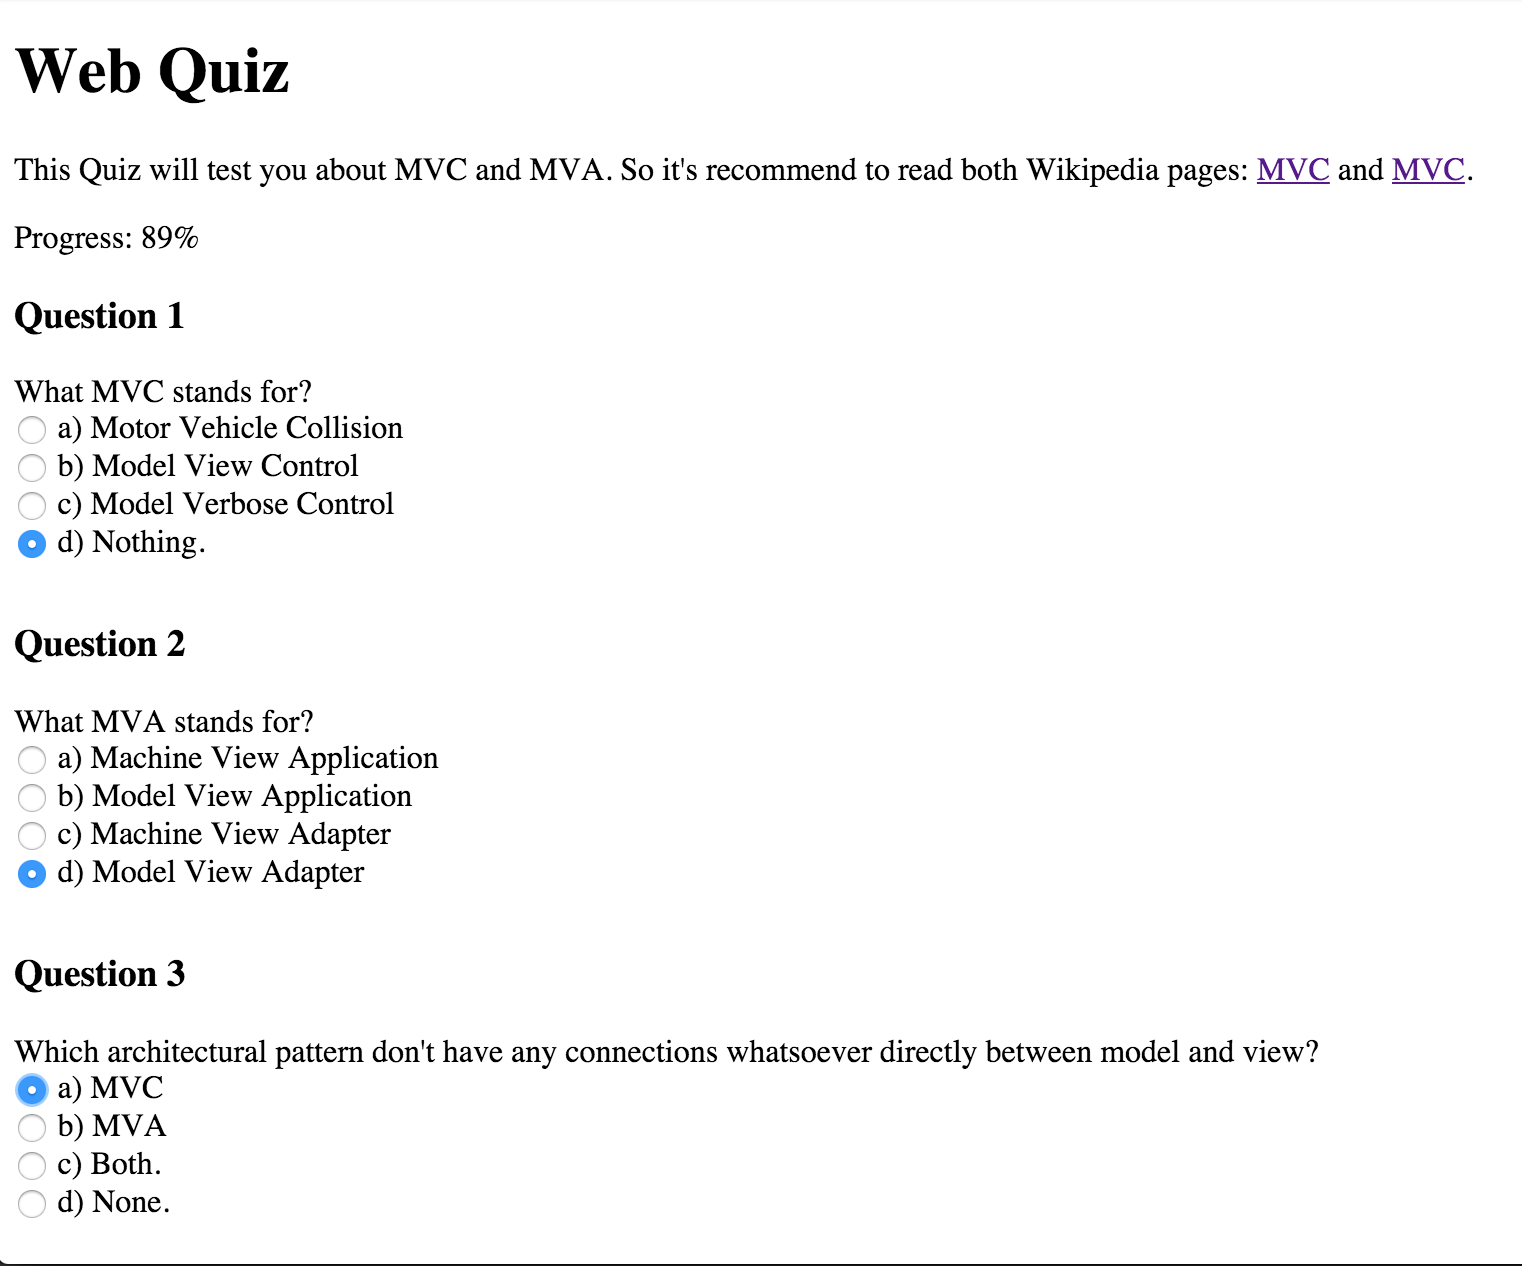 Web Quiz
This Quiz will test you about MVC and MVA. So it's recommend to read both Wikipedia pages: MVC and MVC.
Progress: 89%
Question 1
What MVC stands for?
a) Motor Vehicle Collision
b) Model View Control
c) Model Verbose Control
d) Nothing.
Question 2
What MVA stands for?
a) Machine View Application
b) Model View Application
c) Machine View Adapter
d) Model View Adapter
Question 3
Which architectural pattern don't have any connections whatsoever directly between model and view?
a) MVC
b) MVA
c) Both.
d) None.